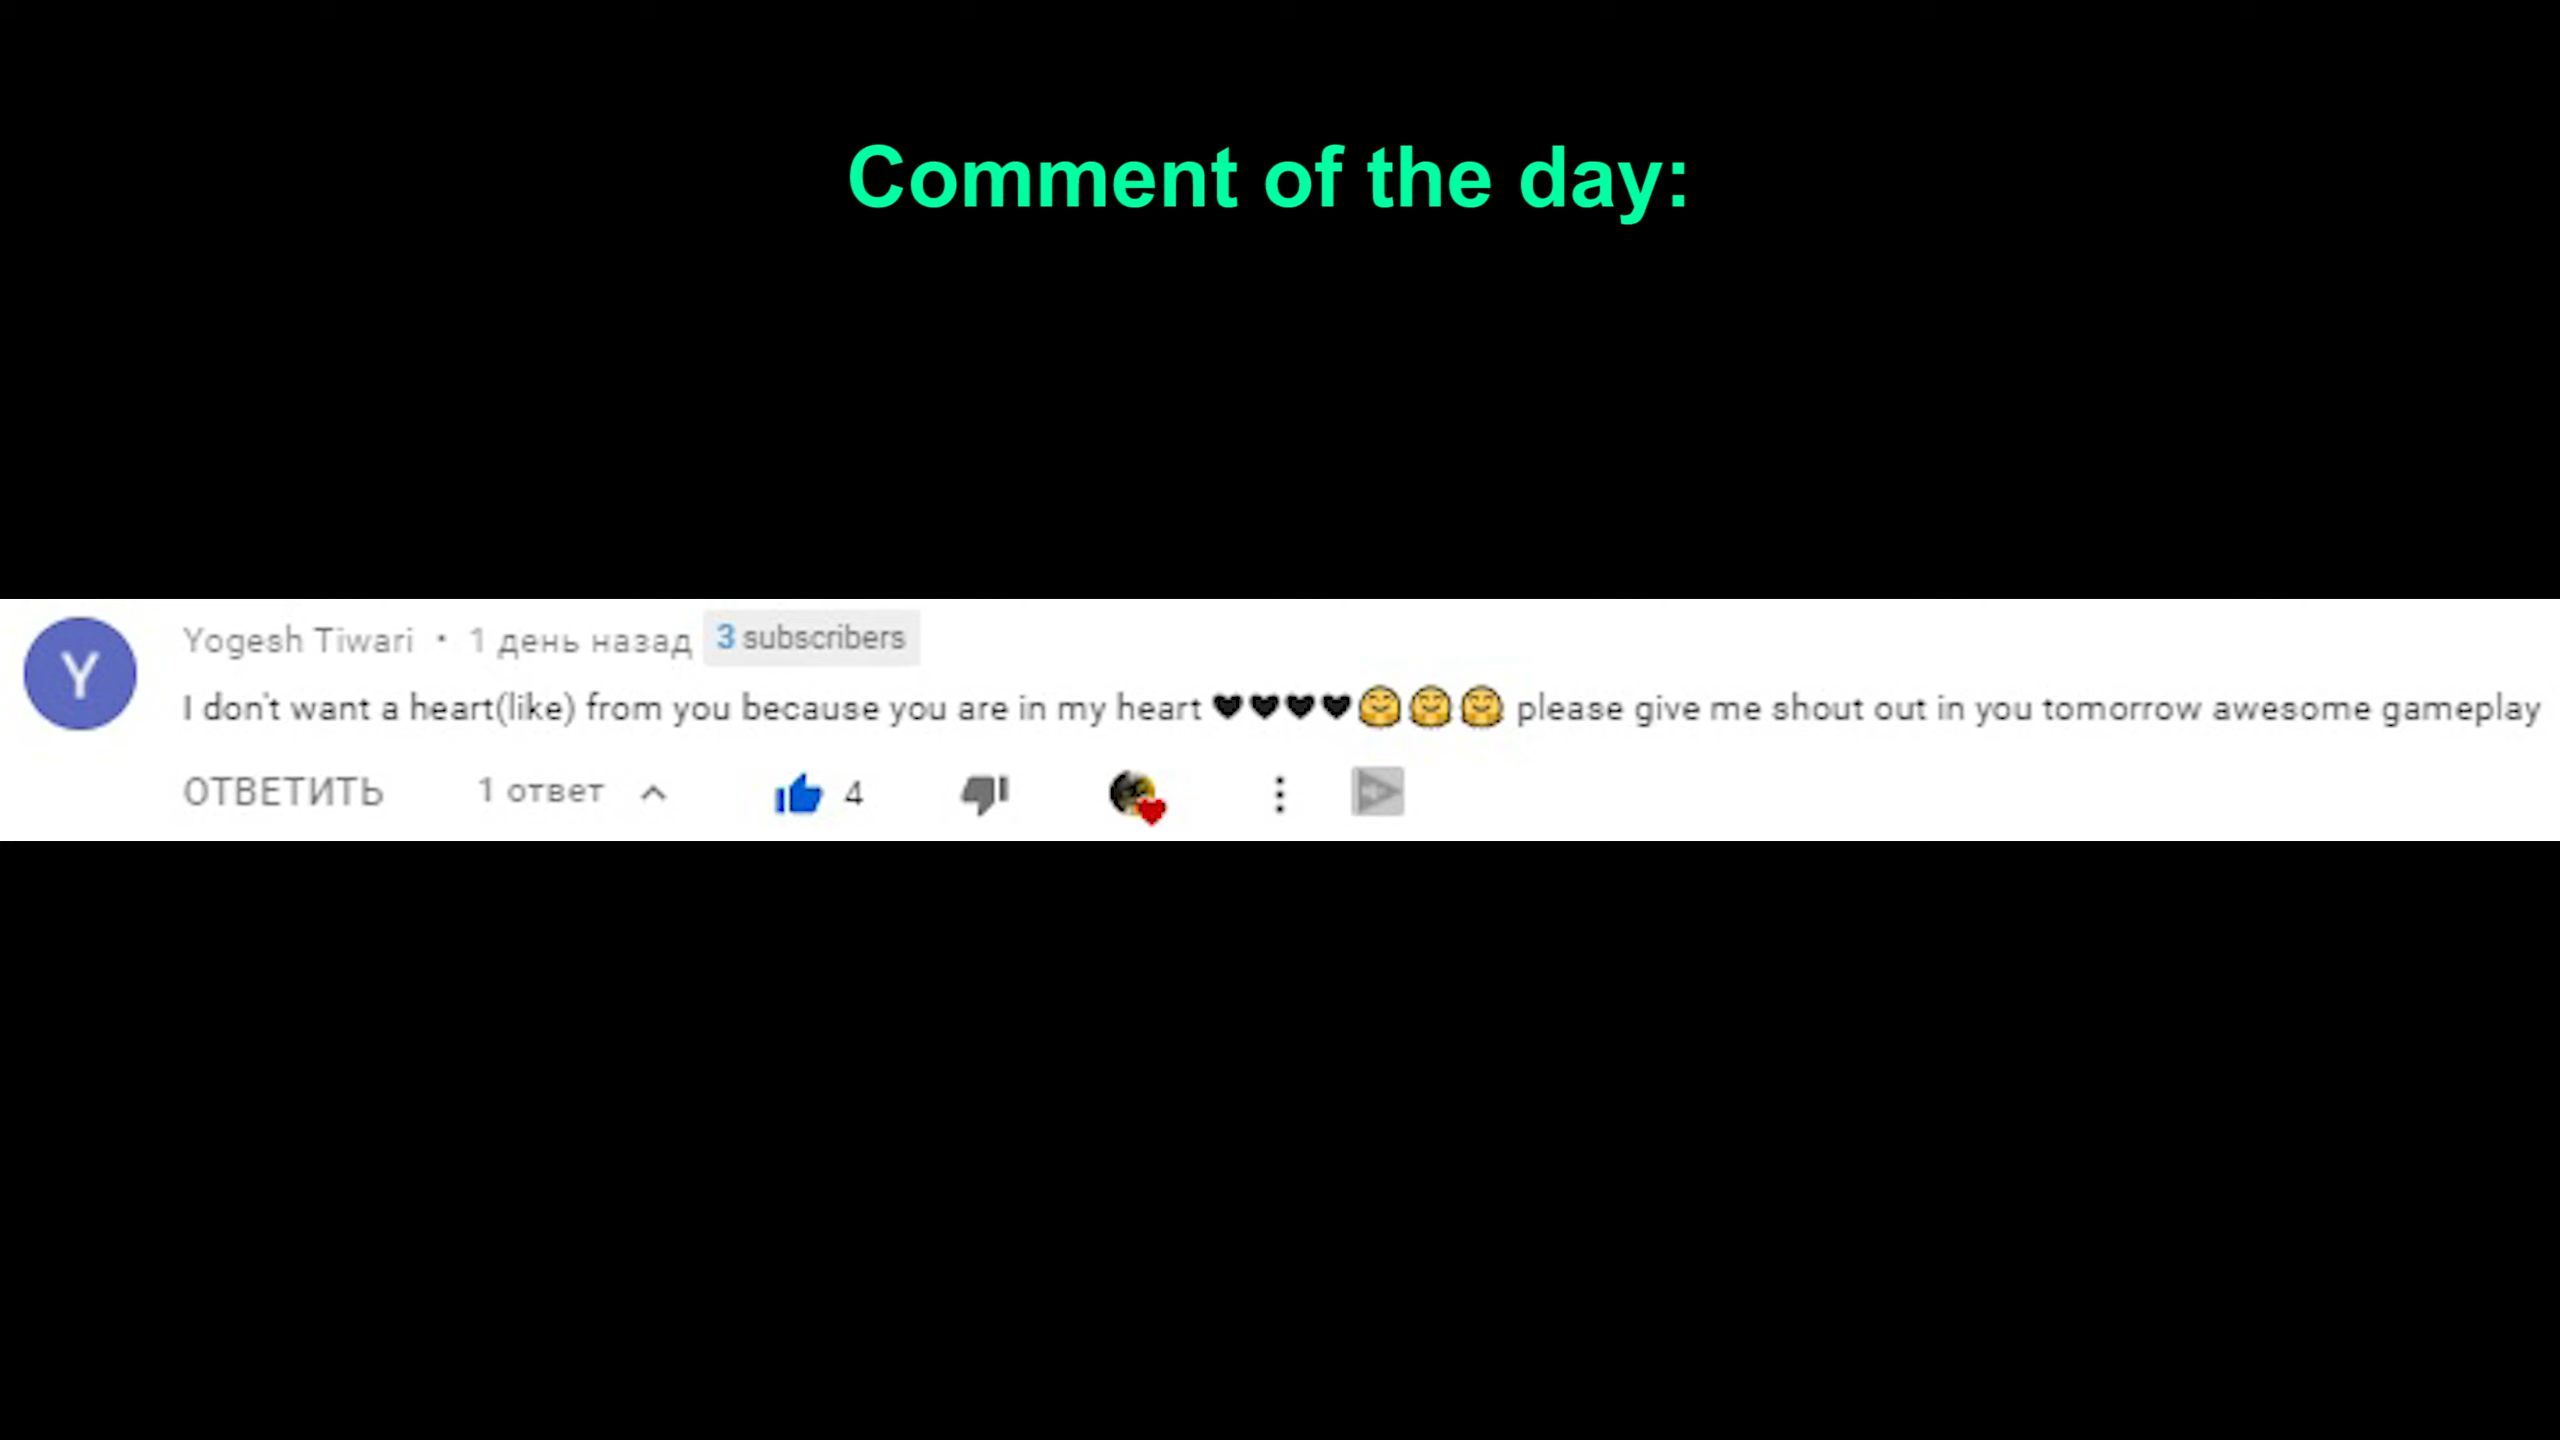 Comment of the day:
Y
Yogesh Tiwari • 1 день назад 3 subscribers
I don't want a heart(like) from you because you are in my heart 🖤🖤🖤🖤🤗🤗🤗 please give me shout out in you tomorrow awesome gameplay
ОТВЕТИТЬ 1 ответ 4